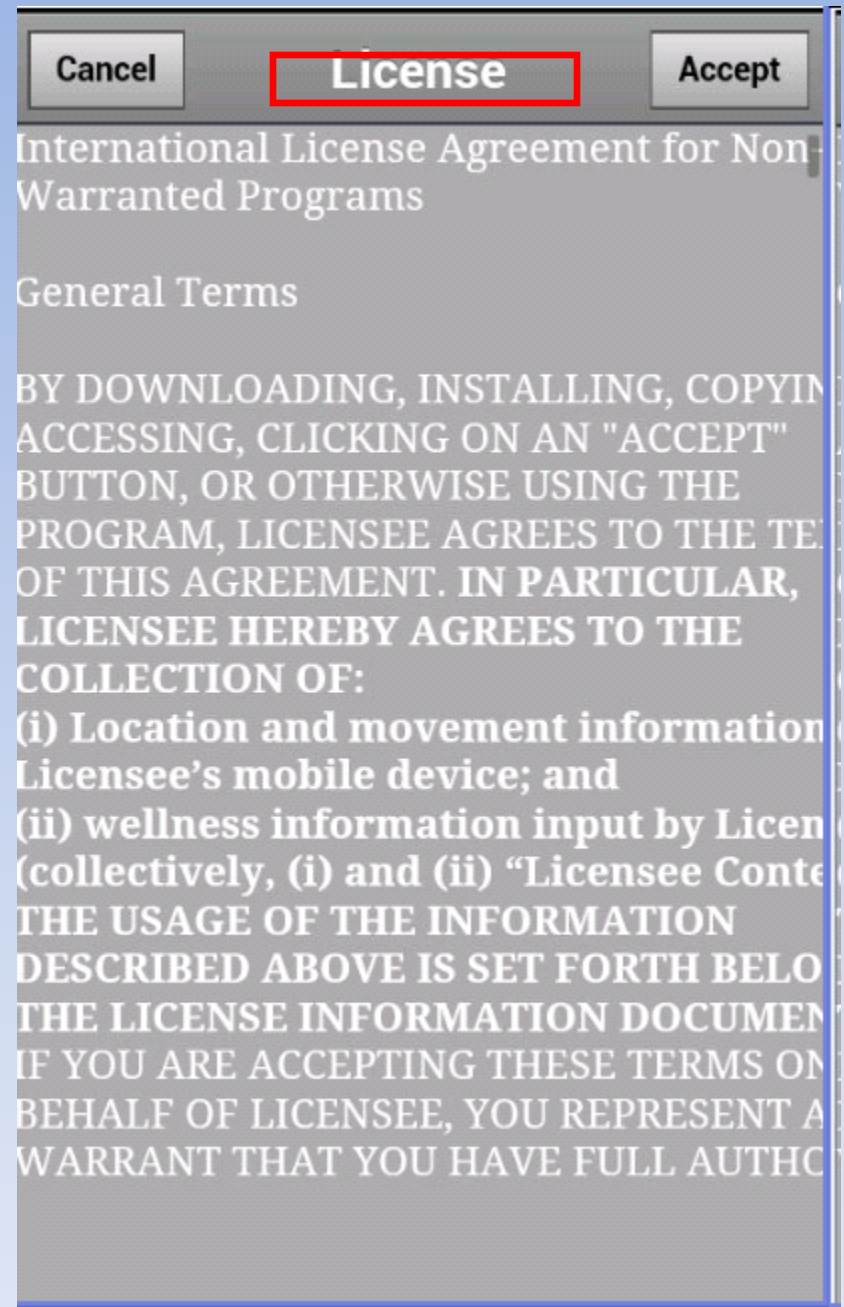 Cancel
License
Accept
International License Agreement for Non-
Warranted Programs
General Terms
BY DOWNLOADING, INSTALLING, COPYIN
ACCESSING, CLICKING ON AN "ACCEPT"
BUTTON, OR OTHERWISE USING THE
PROGRAM, LICENSEE AGREES TO THE TE
OF THIS AGREEMENT. IN PARTICULAR,
LICENSEE HEREBY AGREES TO THE
COLLECTION OF:
(i) Location and movement information
Licensee’s mobile device; and
(ii) wellness information input by Licen
(collectively, (i) and (ii) “Licensee Conte
THE USAGE OF THE INFORMATION
DESCRIBED ABOVE IS SET FORTH BELO
THE LICENSE INFORMATION DOCUMEN
IF YOU ARE ACCEPTING THESE TERMS ON
BEHALF OF LICENSEE, YOU REPRESENT A
WARRANT THAT YOU HAVE FULL AUTHO